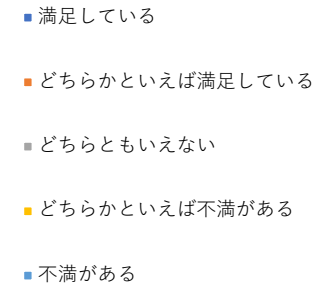 満足している
どちらかといえば満足している
どちらともいえない
どちらかといえば不満がある
不満がある